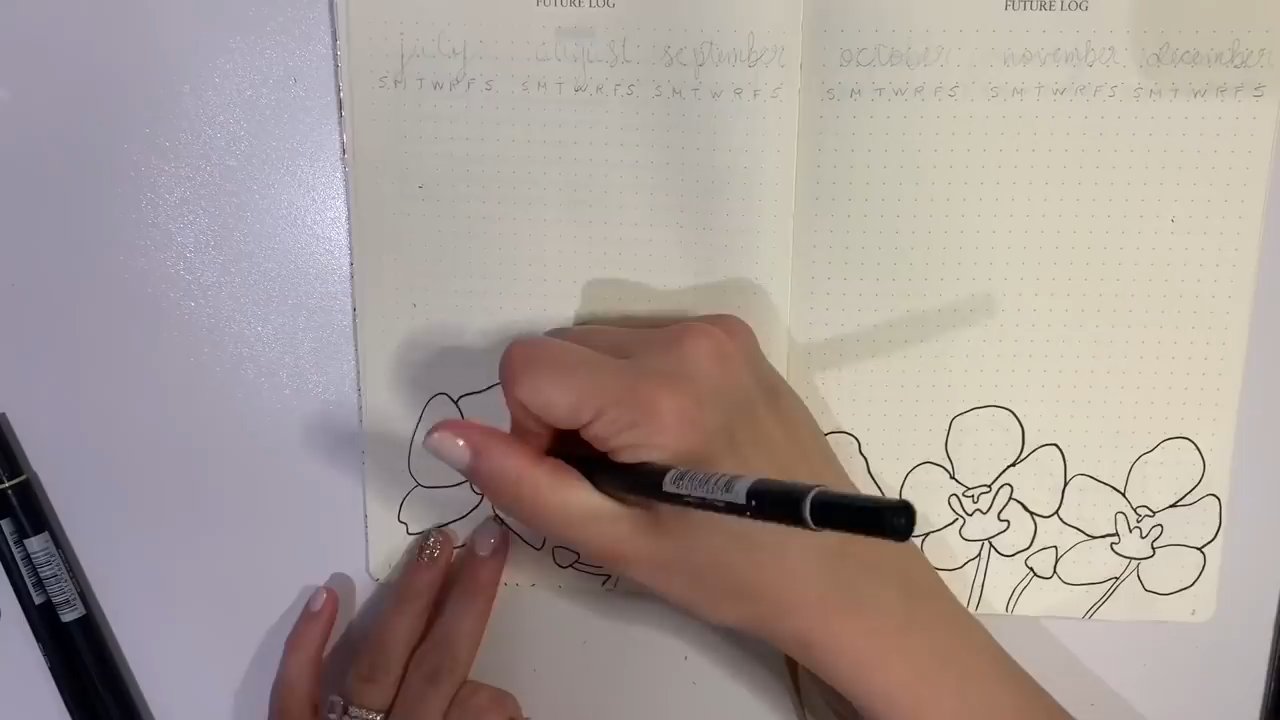 FUTURE LOG
july august september
S M T W R F S S M T W R F S S M T W R F S
FUTURE LOG
october november december
S M T W R F S S M T W R F S S M T W R F S